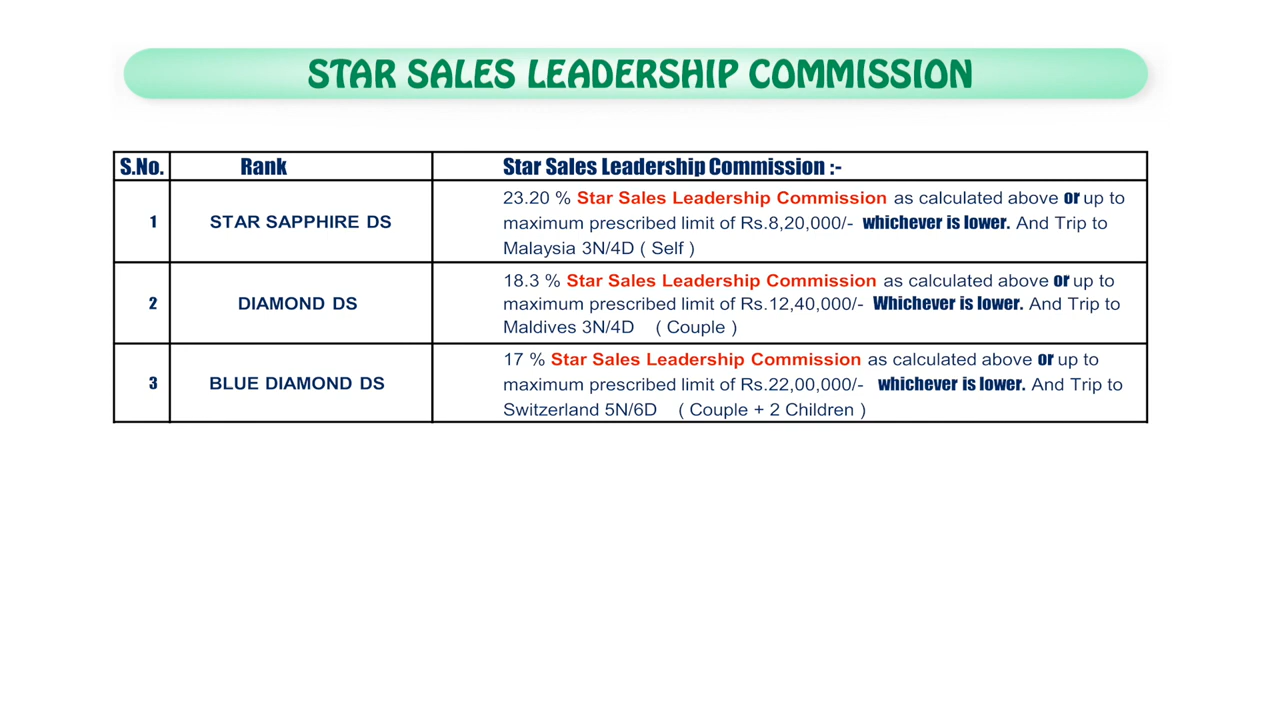 STAR SALES LEADERSHIP COMMISSION
S.No. Rank Star Sales Leadership Commission :-
1 STAR SAPPHIRE DS 23.20 % Star Sales Leadership Commission as calculated above or up to
maximum prescribed limit of Rs.8,20,000/- whichever is lower. And Trip to
Malaysia 3N/4D ( Self )
2 DIAMOND DS 18.3 % Star Sales Leadership Commission as calculated above or up to
maximum prescribed limit of Rs.12,40,000/- Whichever is lower. And Trip to
Maldives 3N/4D ( Couple )
3 BLUE DIAMOND DS 17 % Star Sales Leadership Commission as calculated above or up to
maximum prescribed limit of Rs.22,00,000/- whichever is lower. And Trip to
Switzerland 5N/6D ( Couple + 2 Children )